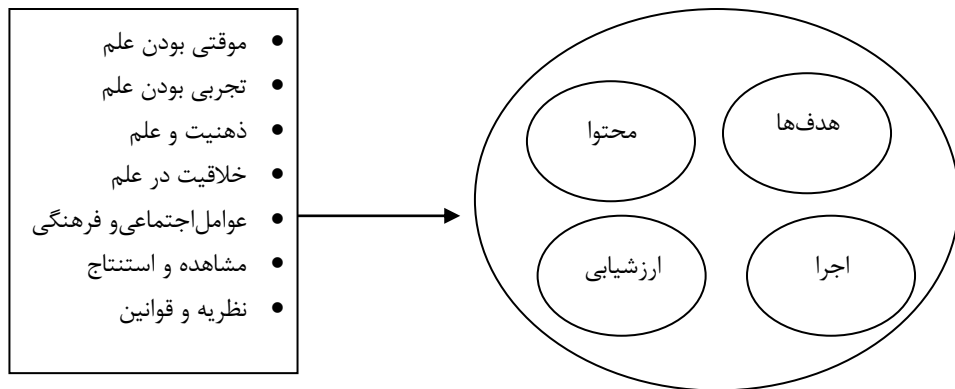 موقتی بودن علم
تجربی بودن علم
ذهنیت و علم
خلاقیت در علم
عوامل‌اجتماعی‌و فرهنگی
مشاهده و استنتاج
نظریه و قوانین
هدف‌ها
محتوا
اجرا
ارزشیابی